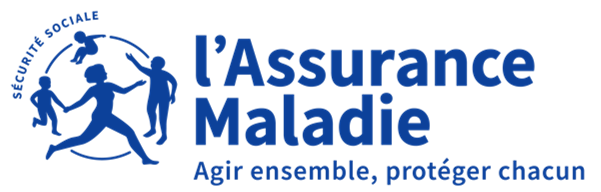 SÉCURITÉ SOCIALE
l'Assurance
Maladie
Agir ensemble, protéger chacun